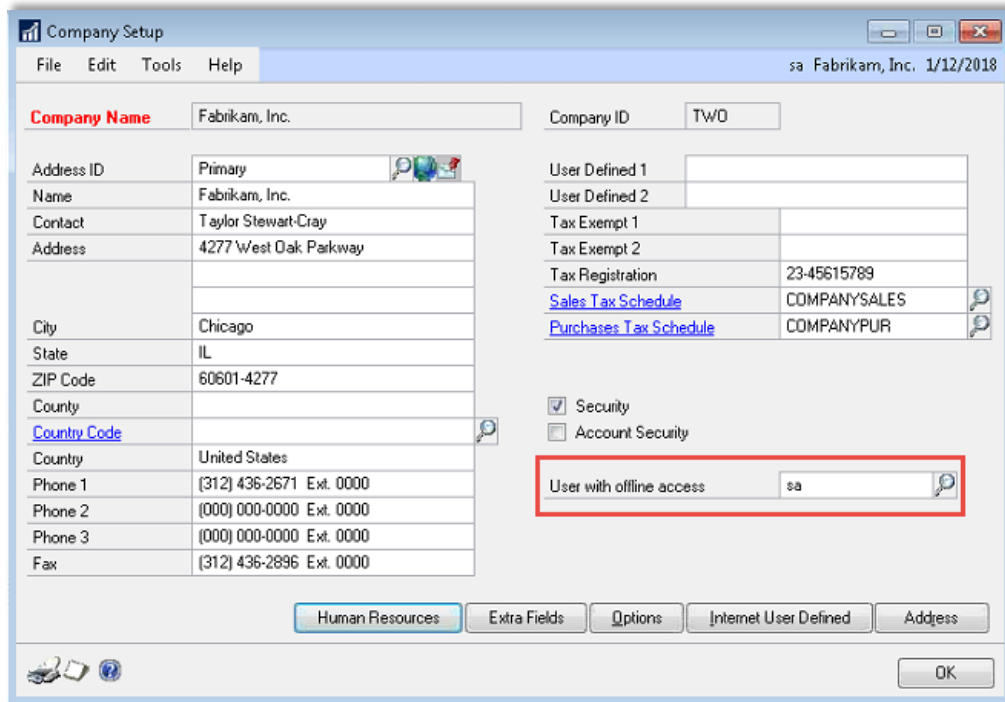 Company Setup
File Edit Tools Help sa Fabrikam, Inc. 1/12/2018
Company Name Fabrikam, Inc. Company ID TWO
Address ID Primary User Defined 1
Name Fabrikam, Inc. User Defined 2
Contact Taylor Stewart-Cray Tax Exempt 1
Address 4277 West Oak Parkway Tax Exempt 2
Tax Registration 23-45615789
Sales Tax Schedule COMPANYSALES
City Chicago Purchases Tax Schedule COMPANYPUR
State IL
ZIP Code 60601-4277
County Security
Country Code Account Security
Country United States
Phone 1 (312) 436-2671 Ext. 0000 User with offline access sa
Phone 2 (000) 000-0000 Ext. 0000
Phone 3 (000) 000-0000 Ext. 0000
Fax (312) 436-2896 Ext. 0000
Human Resources Extra Fields Options Internet User Defined Address
OK